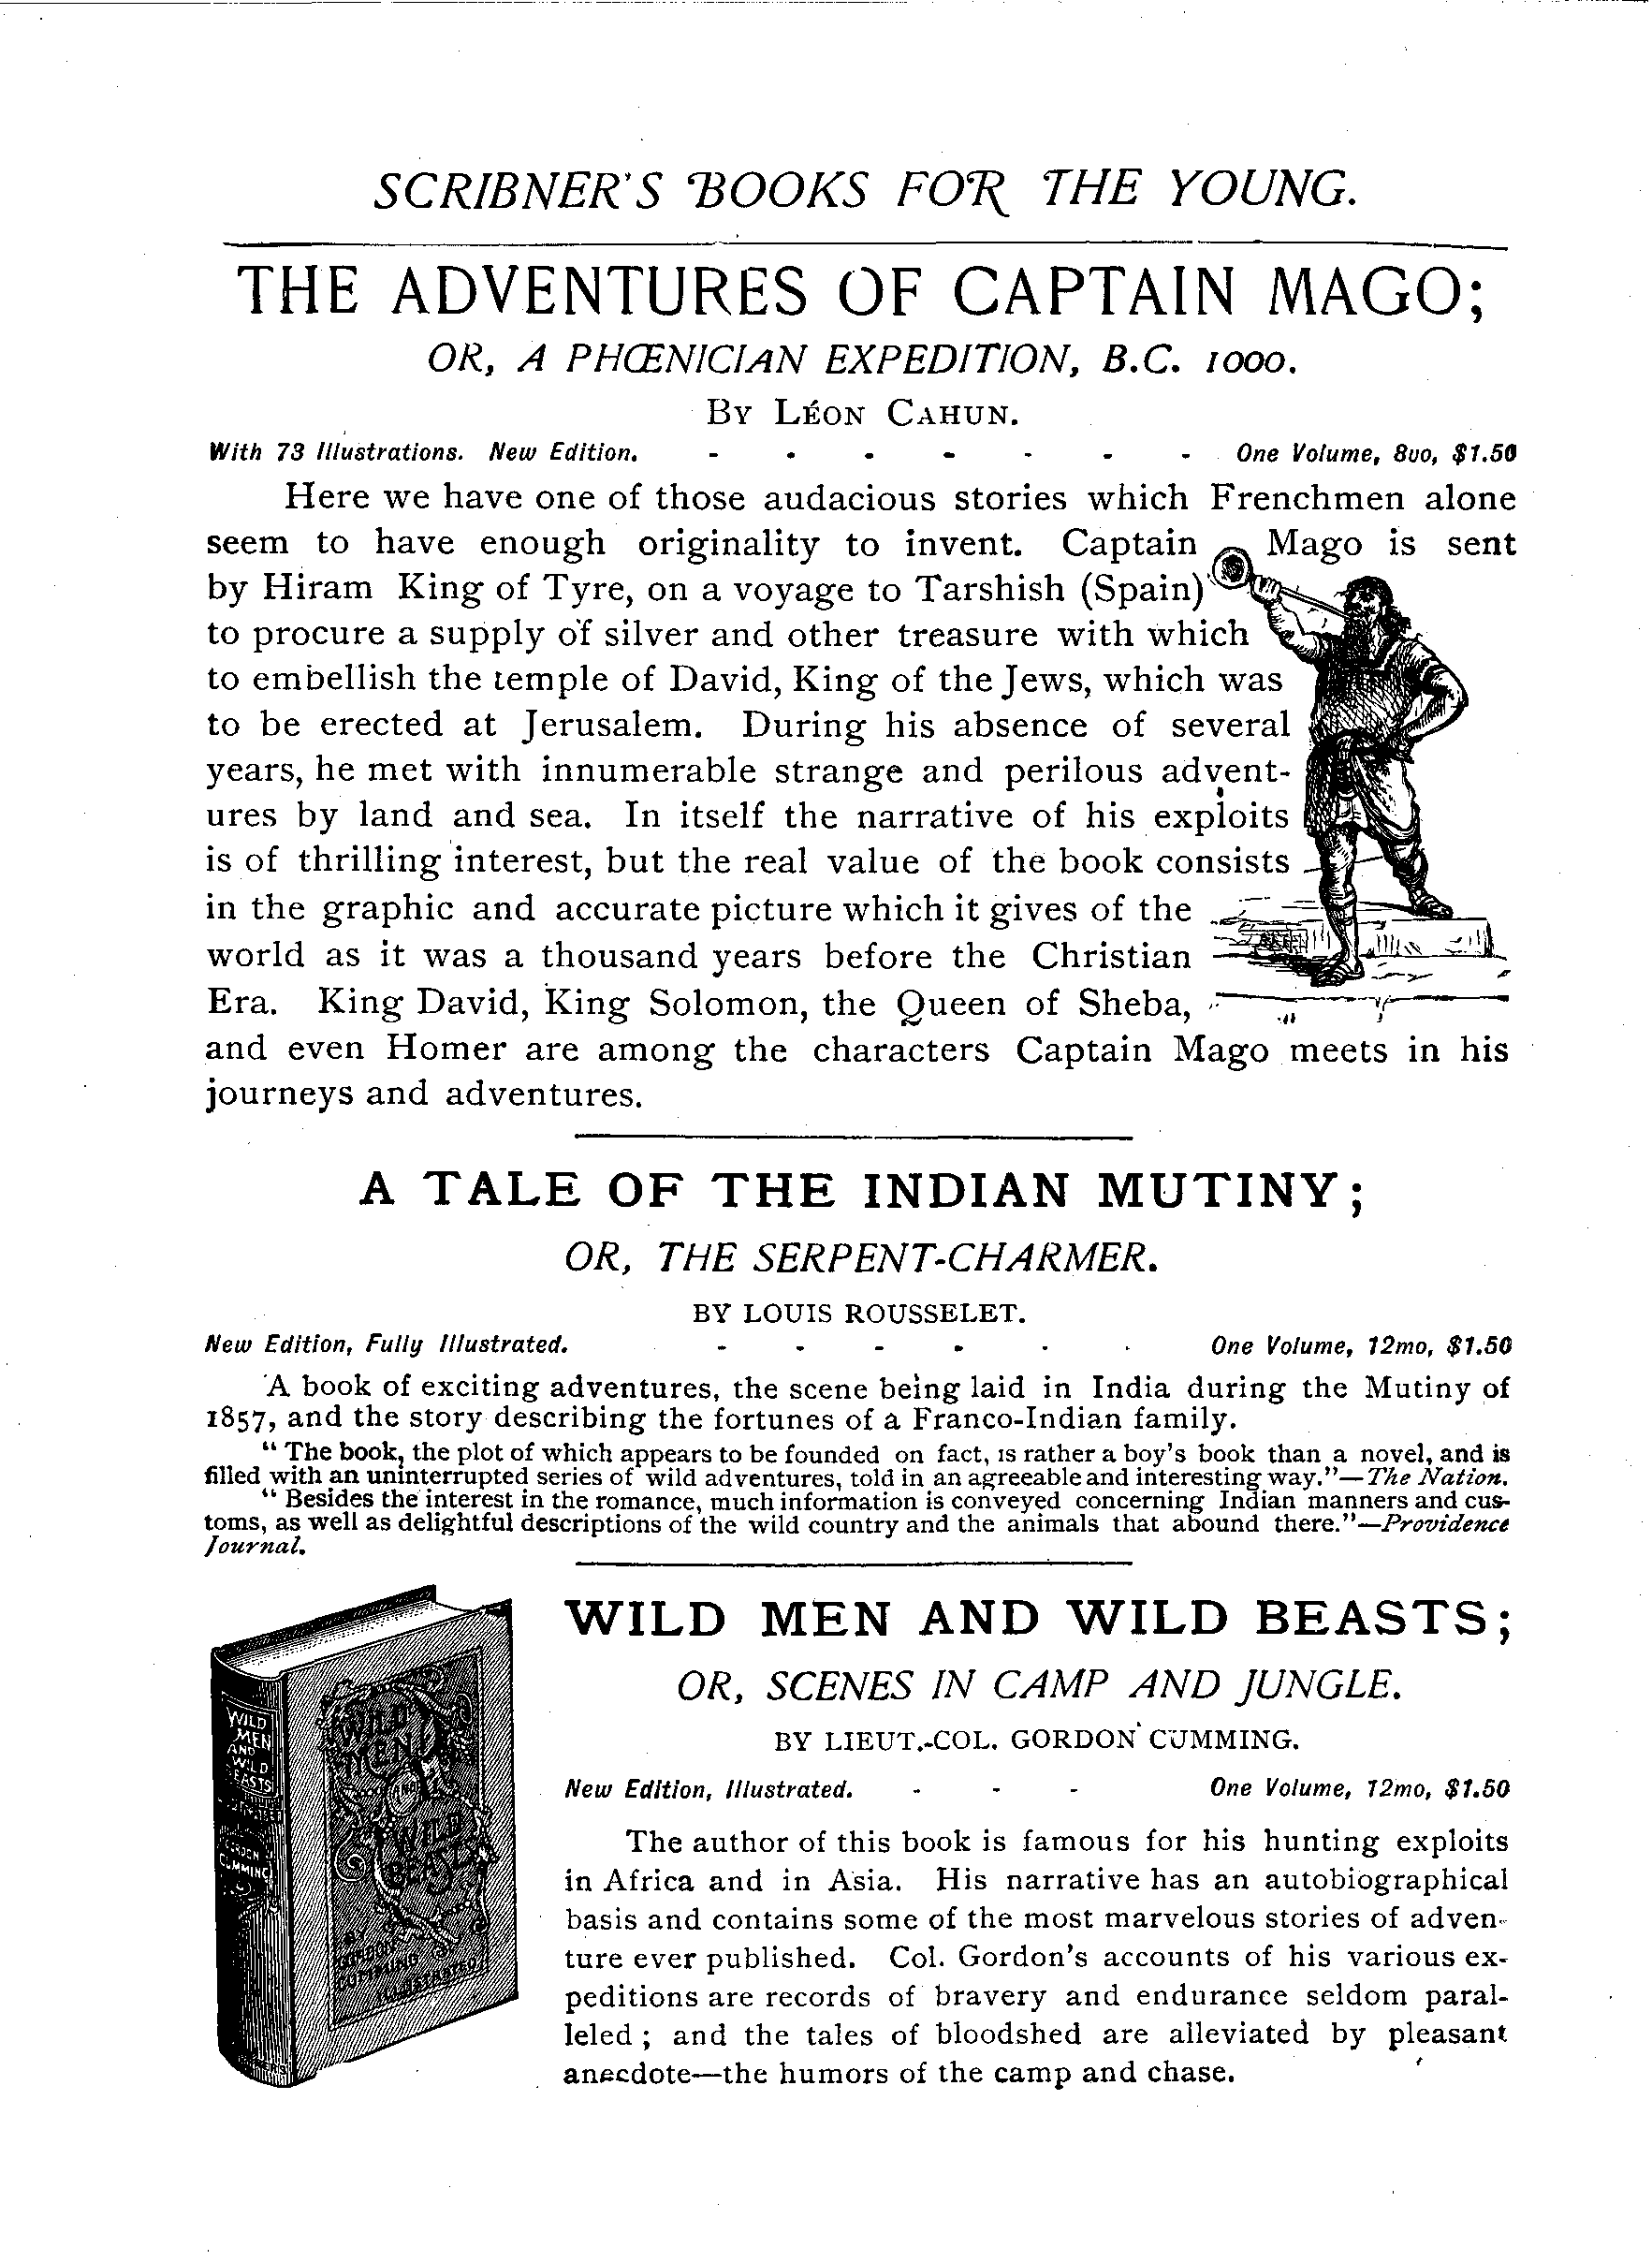 SCRIBNER'S BOOKS FOR THE YOUNG.
THE ADVENTURES OF CAPTAIN MAGO;
OR, A PHŒNICIAN EXPEDITION, B.C. 1000.
BY LÉON CAHUN.
With 73 Illustrations. New Edition. - - - - - - - One Volume, 8vo, $1.50
Here we have one of those audacious stories which Frenchmen alone
seem to have enough originality to invent. Captain Mago is sent
by Hiram King of Tyre, on a voyage to Tarshish (Spain)
to procure a supply of silver and other treasure with which
to embellish the temple of David, King of the Jews, which was
to be erected at Jerusalem. During his absence of several
years, he met with innumerable strange and perilous advent-
ures by land and sea. In itself the narrative of his exploits
is of thrilling interest, but the real value of the book consists
in the graphic and accurate picture which it gives of the
world as it was a thousand years before the Christian
Era. King David, King Solomon, the Queen of Sheba,
and even Homer are among the characters Captain Mago meets in his
journeys and adventures.
A TALE OF THE INDIAN MUTINY;
OR, THE SERPENT-CHARMER.
BY LOUIS ROUSSELET.
New Edition, Fully Illustrated. - - - - - - One Volume, 12mo, $1.50
A book of exciting adventures, the scene being laid in India during the Mutiny of
1857, and the story describing the fortunes of a Franco-Indian family.
"The book, the plot of which appears to be founded on fact, is rather a boy's book than a novel, and is
filled with an uninterrupted series of wild adventures, told in an agreeable and interesting way."—The Nation.
"Besides the interest in the romance, much information is conveyed concerning Indian manners and cus-
toms, as well as delightful descriptions of the wild country and the animals that abound there."—Providence
Journal.
WILD MEN AND WILD BEASTS;
OR, SCENES IN CAMP AND JUNGLE.
BY LIEUT.-COL. GORDON CUMMING.
New Edition, Illustrated. - - - One Volume, 12mo, $1.50
The author of this book is famous for his hunting exploits
in Africa and in Asia. His narrative has an autobiographical
basis and contains some of the most marvelous stories of adven-
ture ever published. Col. Gordon's accounts of his various ex-
peditions are records of bravery and endurance seldom paral-
leled; and the tales of bloodshed are alleviated by pleasant
anecdote—the humors of the camp and chase.
WILD
MEN
AND
WILD
BEASTS
ILLUSTRATED
GORDON
CUMMING
WILD
MEN
AND
WILD
BEASTS
BY
GORDON
CUMMING
ILLUSTRATED